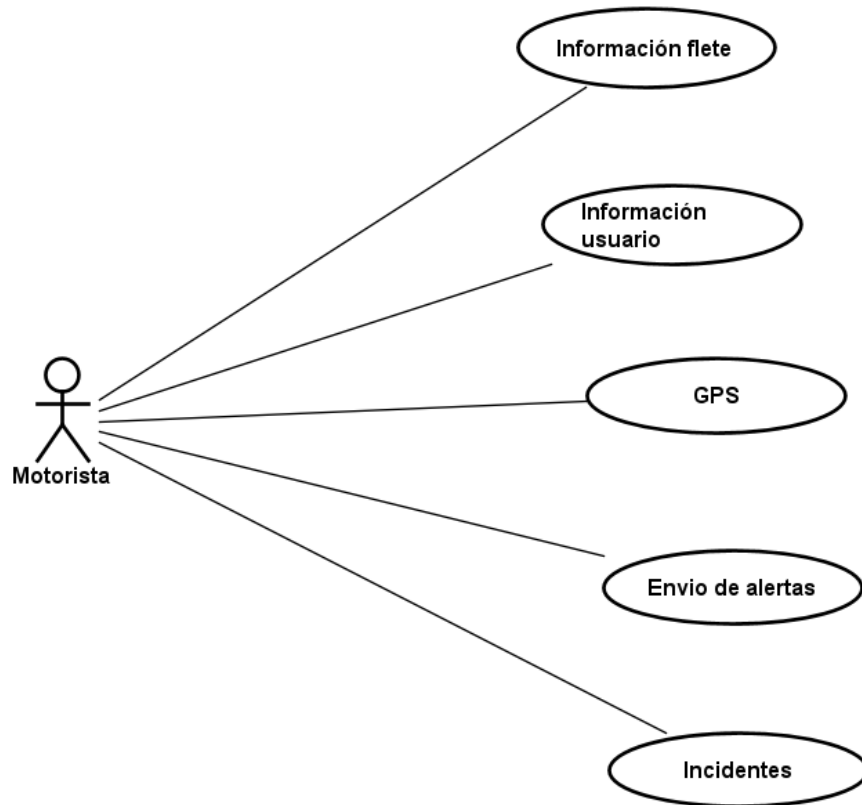 Información flete
Información
usuario
GPS
Motorista
Envio de alertas
Incidentes